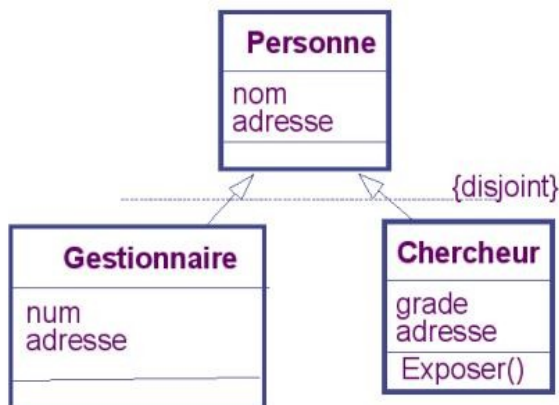 Personne
nom
adresse
{disjoint}
Gestionnaire
num
adresse
Chercheur
grade
adresse
Exposer()